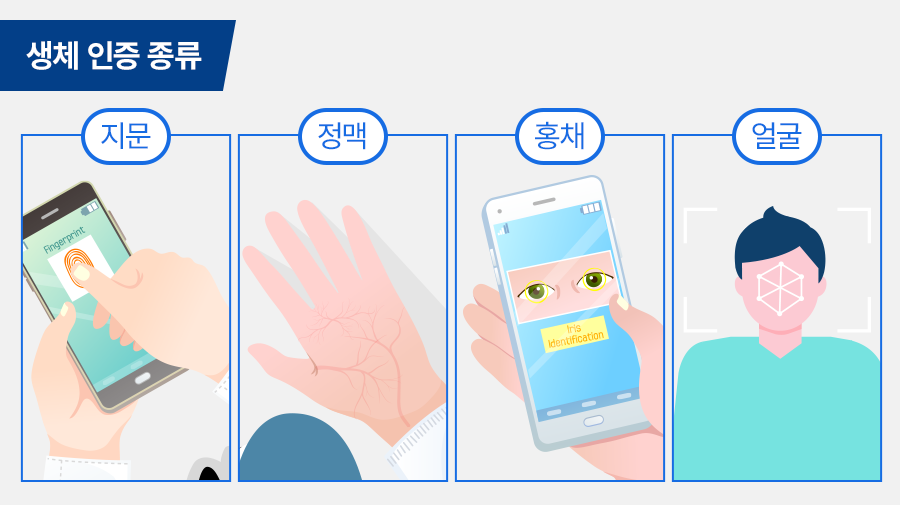 생체 인증 종류
지문
정맥
홍채
얼굴
Fingerprint
Iris
Identification